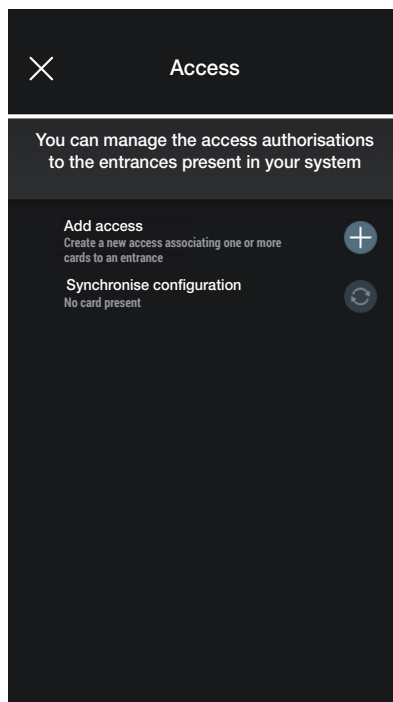 Access
You can manage the access authorisations
to the entrances present in your system
Add access
Create a new access associating one or more
cards to an entrance
Synchronise configuration
No card present